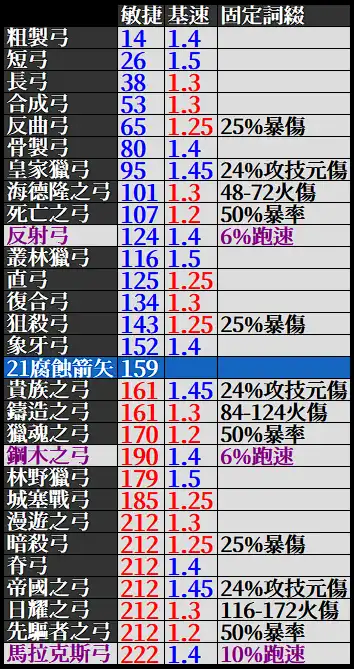 敏捷 基速 固定詞綴
粗製弓 14 1.4
短弓 26 1.5
長弓 38 1.3
合成弓 53 1.3
反曲弓 65 1.25 25%暴傷
骨製弓 80 1.4
皇家獵弓 95 1.45 24%攻技元傷
海德隆之弓 101 1.3 48-72火傷
死亡之弓 107 1.2 50%暴率
反射弓 124 1.4 6%跑速
叢林獵弓 116 1.5
直弓 125 1.25
復合弓 134 1.3
狙殺弓 143 1.25 25%暴傷
象牙弓 152 1.4
21腐蝕箭矢 159
貴族之弓 161 1.45 24%攻技元傷
鑄造之弓 161 1.3 84-124火傷
獵魂之弓 170 1.2 50%暴率
鋼木之弓 190 1.4 6%跑速
林野獵弓 179 1.5
城塞戰弓 185 1.25
漫遊之弓 212 1.3
暗殺弓 212 1.25 25%暴傷
脊弓 212 1.4
帝國之弓 212 1.45 24%攻技元傷
日耀之弓 212 1.3 116-172火傷
先驅者之弓 212 1.2 50%暴率
馬拉克斯弓 222 1.4 10%跑速